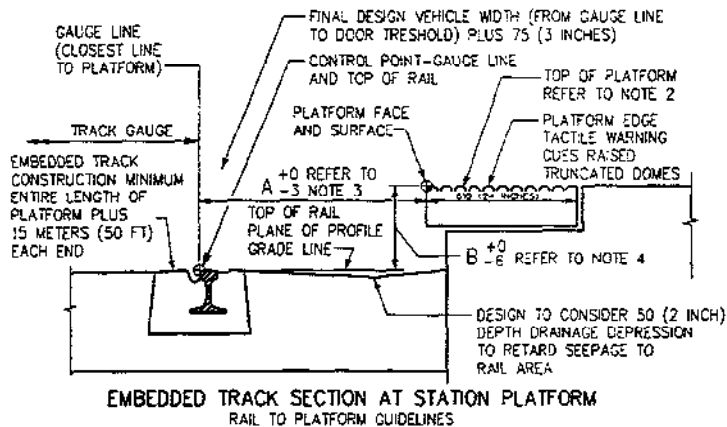 FINAL DESIGN VEHICLE WIDTH (FROM GAUGE LINE
TO DOOR TRESHOLD) PLUS 75 (3 INCHES)
GAUGE LINE
(CLOSEST LINE
TO PLATFORM)
CONTROL POINT-GAUGE LINE
AND TOP OF RAIL
TOP OF PLATFORM
REFER TO NOTE 2
PLATFORM FACE
AND SURFACE
TRACK GAUGE
PLATFORM EDGE
TACTILE WARNING
CUES RAISED
TRUNCATED DOMES
EMBEDDED TRACK
CONSTRUCTION MINIMUM
ENTIRE LENGTH OF
PLATFORM PLUS
15 METERS (50 FT)
EACH END
A +0 -3 REFER TO NOTE 3
610 (24 INCHES)
TOP OF RAIL
PLANE OF PROFILE
GRADE LINE
B +0 -6 REFER TO NOTE 4
DESIGN TO CONSIDER 50 (2 INCH)
DEPTH DRAINAGE DEPRESSION
TO RETARD SEEPAGE TO
RAIL AREA
EMBEDDED TRACK SECTION AT STATION PLATFORM
RAIL TO PLATFORM GUIDELINES